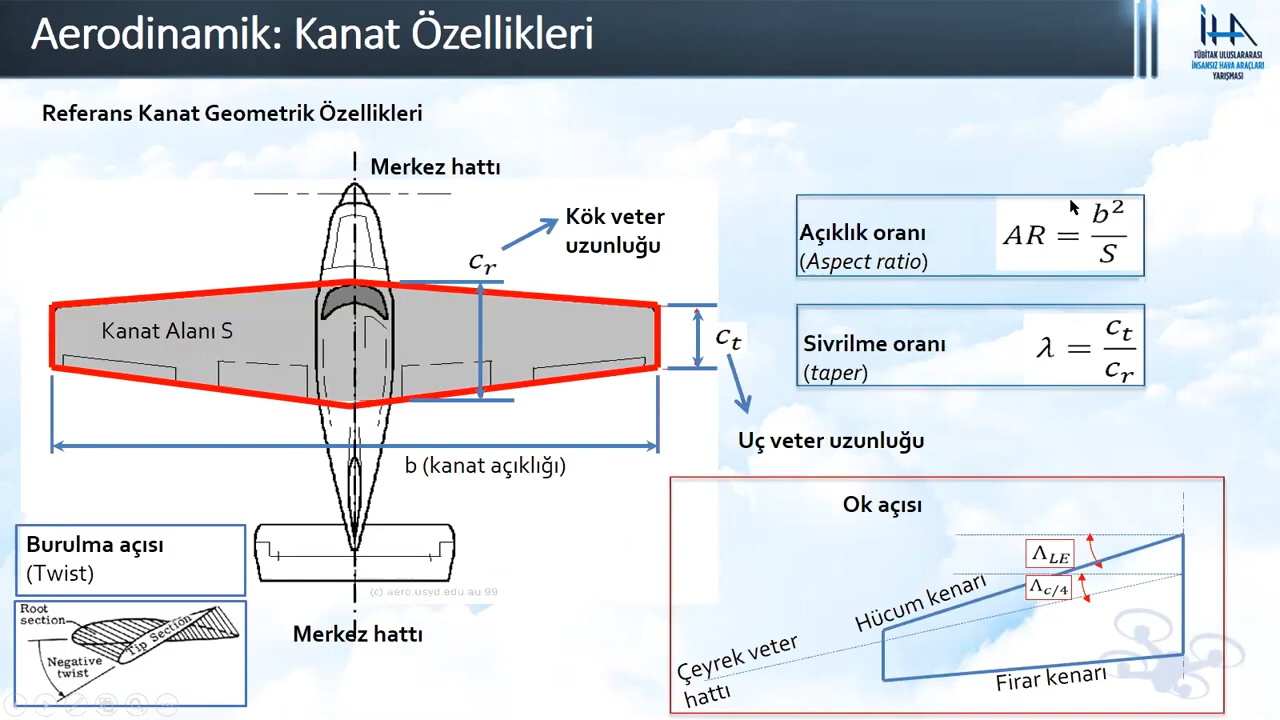 Aerodinamik: Kanat Özellikleri
İHA
TÜBİTAK ULUSLARARASI
İNSANSIZ HAVA ARAÇLARI
YARIŞMASI
Referans Kanat Geometrik Özellikleri
Merkez hattı
Kök veter
uzunluğu
c_r
Kanat Alanı S
c_t
Uç veter uzunluğu
b (kanat açıklığı)
Açıklık oranı
(Aspect ratio)
AR = b²/S
Sivrilme oranı
(taper)
λ = c_t/c_r
Burulma açısı
(Twist)
Root
section
Tip Section
Negative
twist
(c) aero.usyd.edu.au 99
Merkez hattı
Ok açısı
Λ_LE
Λ_c/4
Hücum kenarı
Çeyrek veter
hattı
Firar kenarı